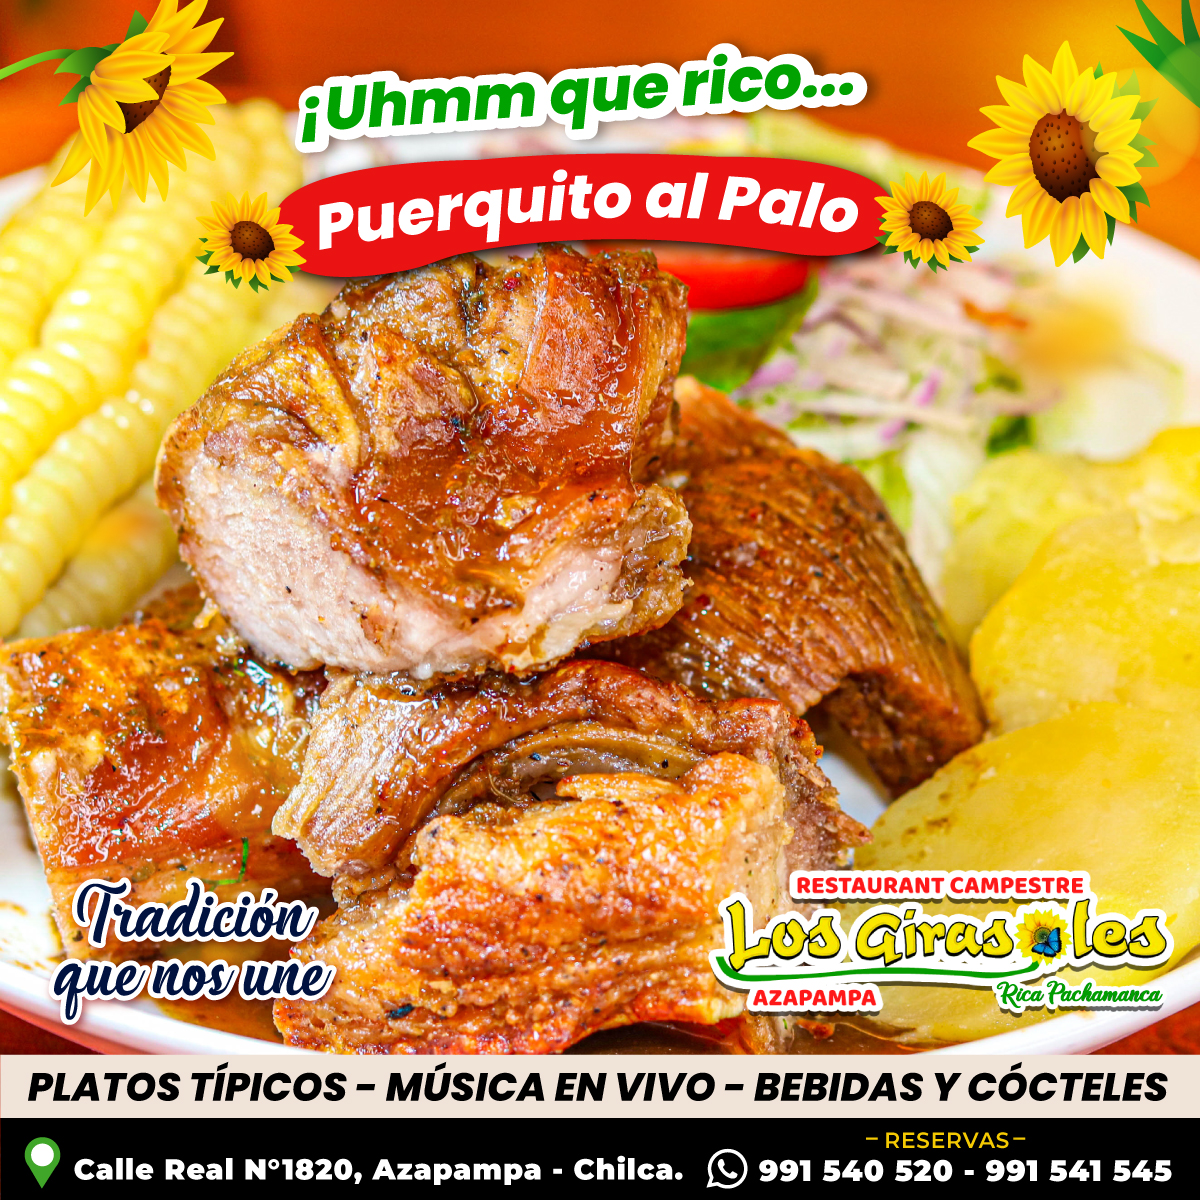 ¡Uhmm que rico...
Puerquito al Palo
Tradición
que nos une
RESTAURANT CAMPESTRE
Los Girasoles
AZAPAMPA
Rica Pachamanca
PLATOS TÍPICOS - MÚSICA EN VIVO - BEBIDAS Y CÓCTELES
- RESERVAS -
Calle Real N°1820, Azapampa - Chilca.
991 540 520 - 991 541 545